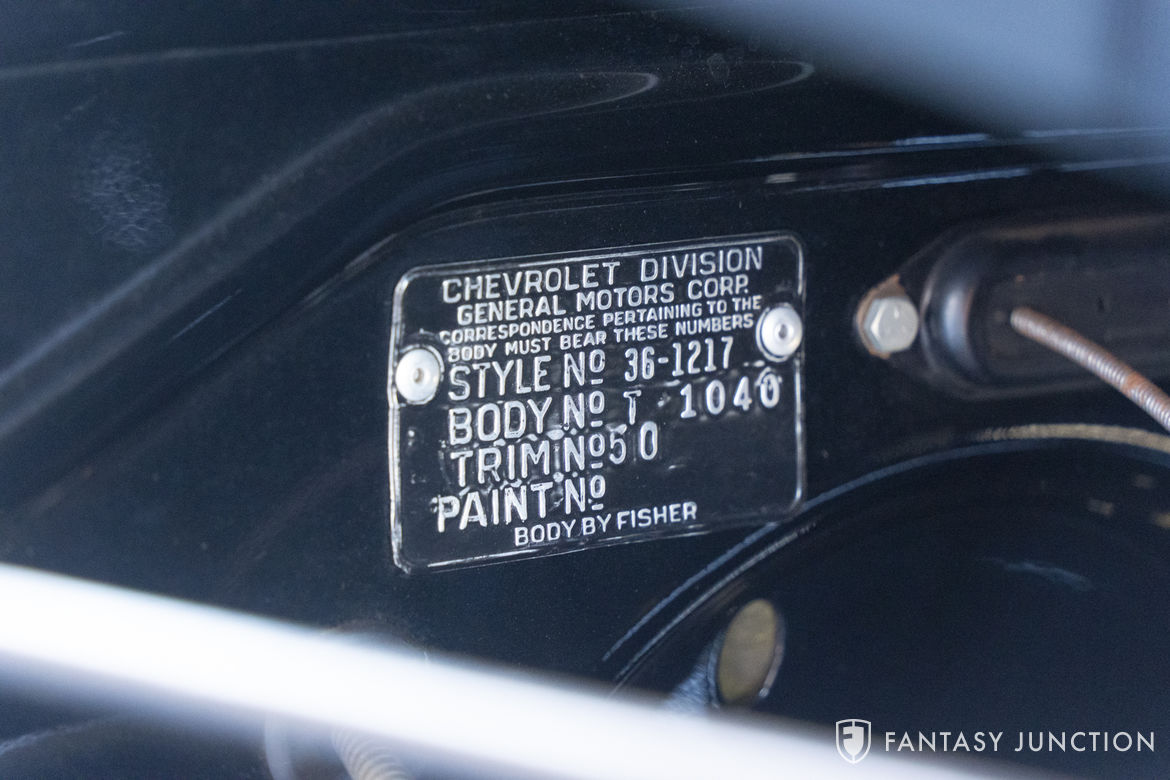 CHEVROLET DIVISION
GENERAL MOTORS CORP.
CORRESPONDENCE PERTAINING TO THE
BODY MUST BEAR THESE NUMBERS
STYLE Nº 36-1217
BODY Nº T 1040
TRIM Nº 50
PAINT Nº
BODY BY FISHER
FANTASY JUNCTION